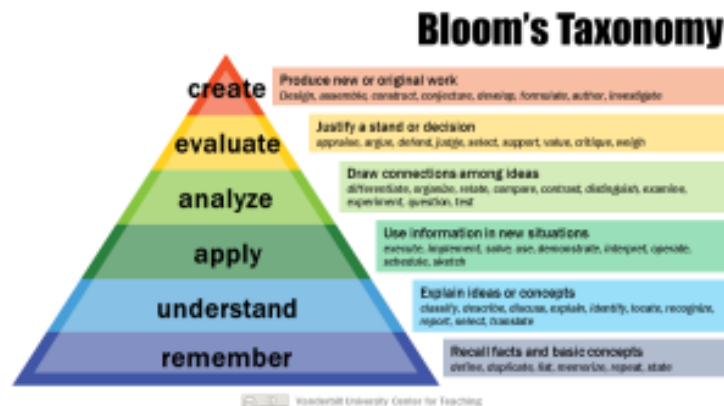 Bloom's Taxonomy
create
Produce new or original work
Design, assemble, construct, conjecture, develop, formulate, author, investigate
evaluate
Justify a stand or decision
appraise, argue, defend, judge, select, support, value, critique, weigh
analyze
Draw connections among ideas
differentiate, organize, relate, compare, contrast, distinguish, examine,
experiment, question, test
apply
Use information in new situations
execute, implement, solve, use, demonstrate, interpret, operate,
schedule, sketch
understand
Explain ideas or concepts
classify, describe, discuss, explain, identify, locate, recognize,
report, select, translate
remember
Recall facts and basic concepts
define, duplicate, list, memorize, repeat, state
Vanderbilt University Center for Teaching